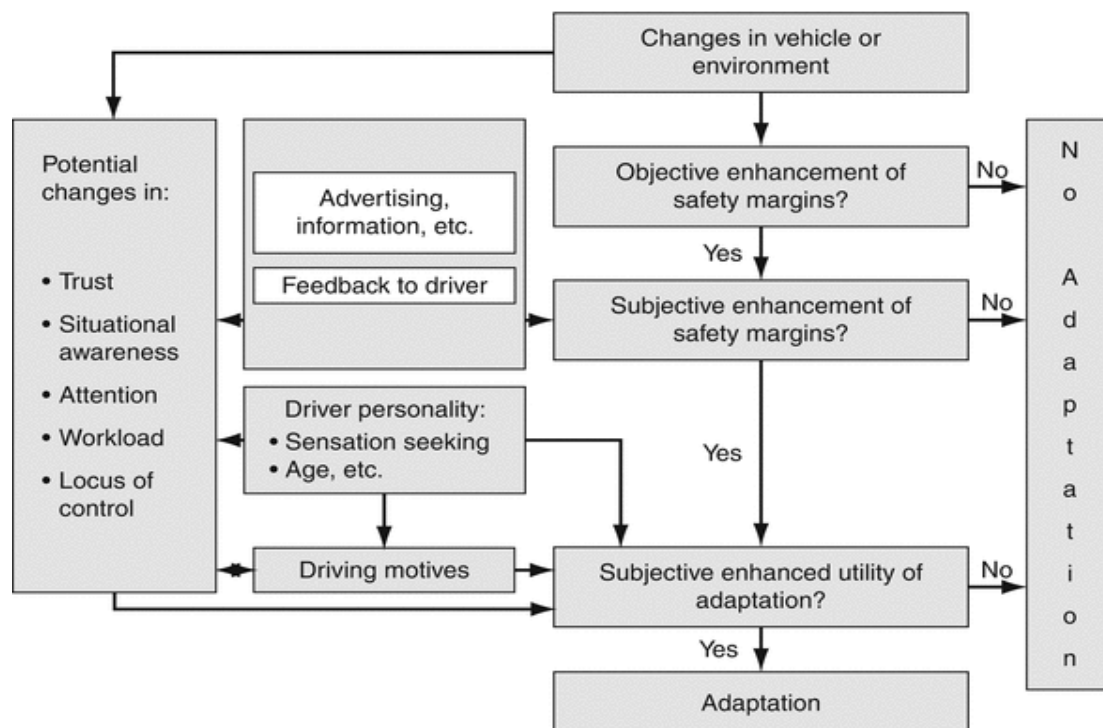 Changes in vehicle or
environment
Potential
changes in:
• Trust
• Situational
awareness
• Attention
• Workload
• Locus of
control
Advertising,
information, etc.
Feedback to driver
Objective enhancement of
safety margins?
No
Yes
Subjective enhancement of
safety margins?
No
Yes
Driver personality:
• Sensation seeking
• Age, etc.
Driving motives
Subjective enhanced utility of
adaptation?
No
Yes
Adaptation
No Adaptation